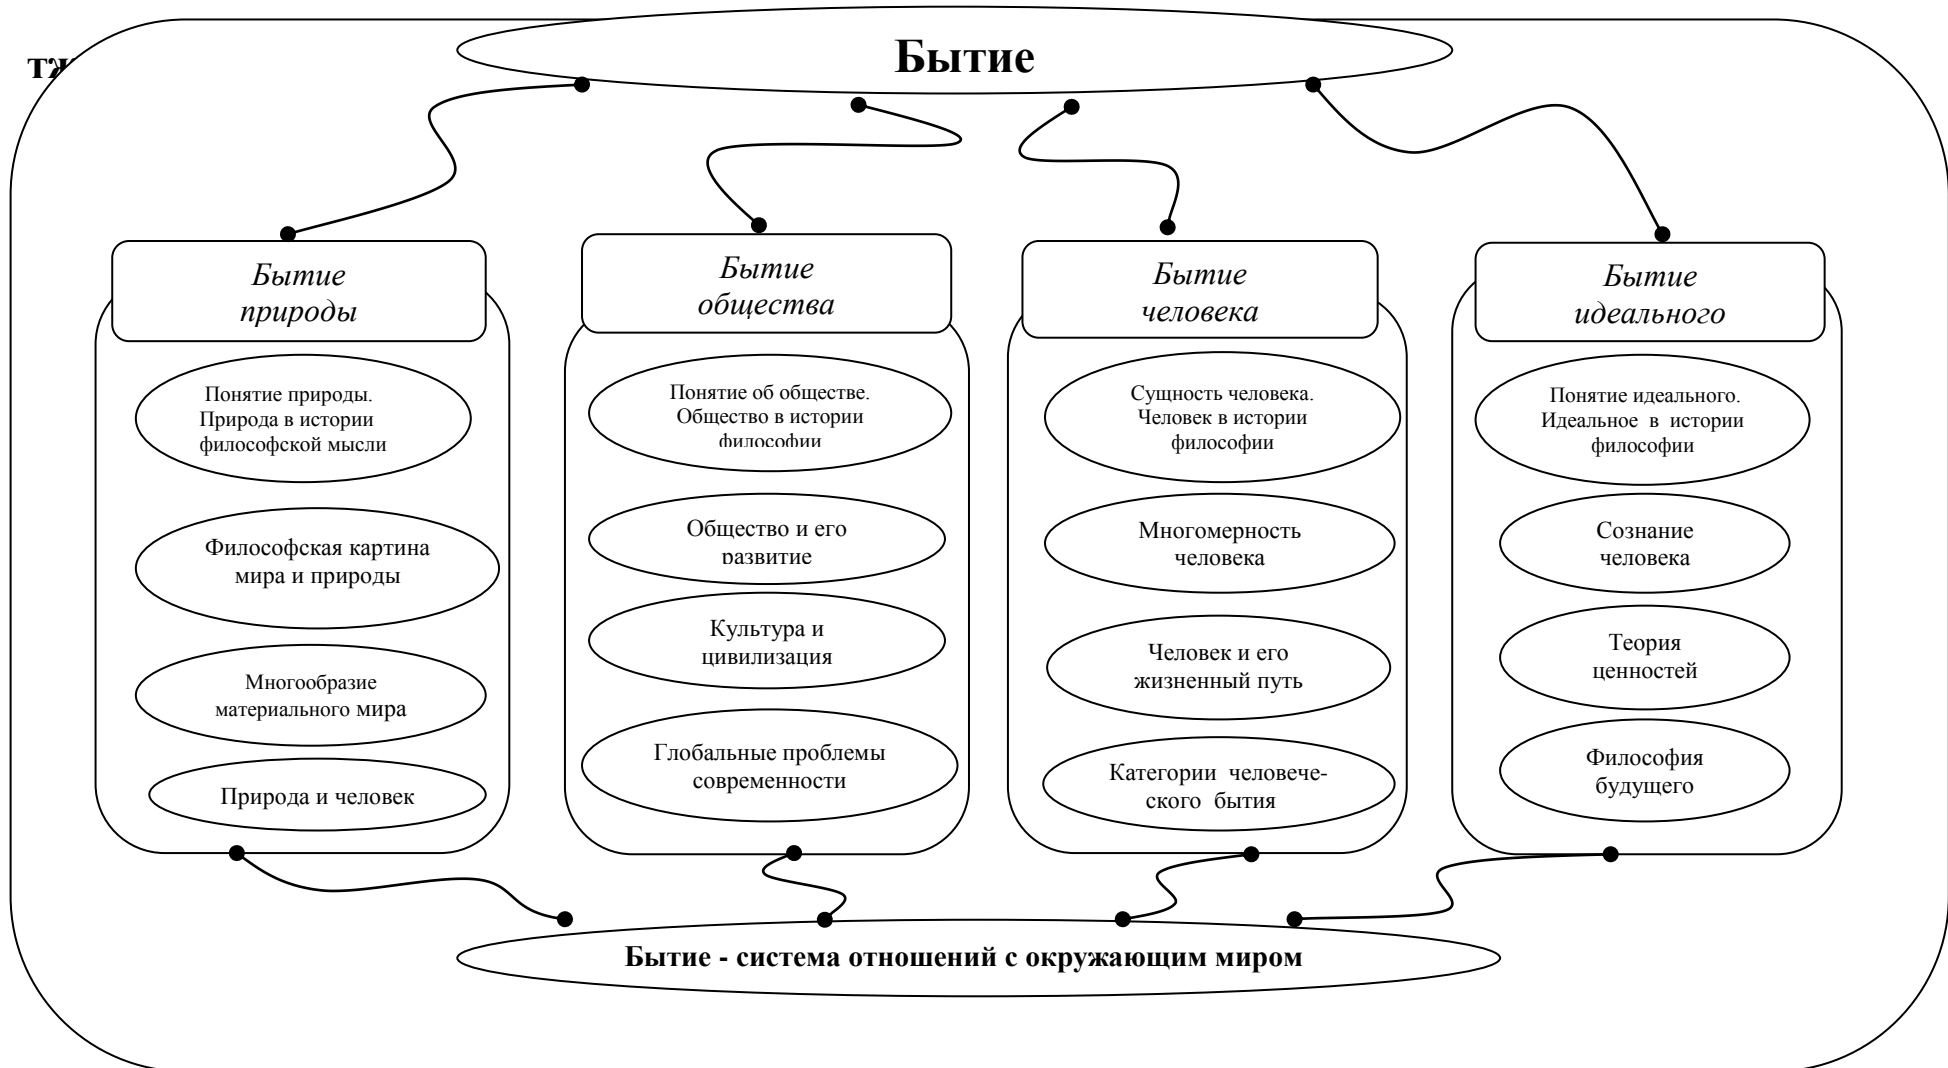 Бытие
Бытие
природы
Понятие природы.
Природа в истории
философской мысли
Философская картина
мира и природы
Многообразие
материального мира
Природа и человек
Бытие
общества
Понятие об обществе.
Общество в истории
философии
Общество и его
развитие
Культура и
цивилизация
Глобальные проблемы
современности
Бытие
человека
Сущность человека.
Человек в истории
философии
Многомерность
человека
Человек и его
жизненный путь
Категории человече-
ского бытия
Бытие
идеального
Понятие идеального.
Идеальное в истории
философии
Сознание
человека
Теория
ценностей
Философия
будущего
Бытие - система отношений с окружающим миром